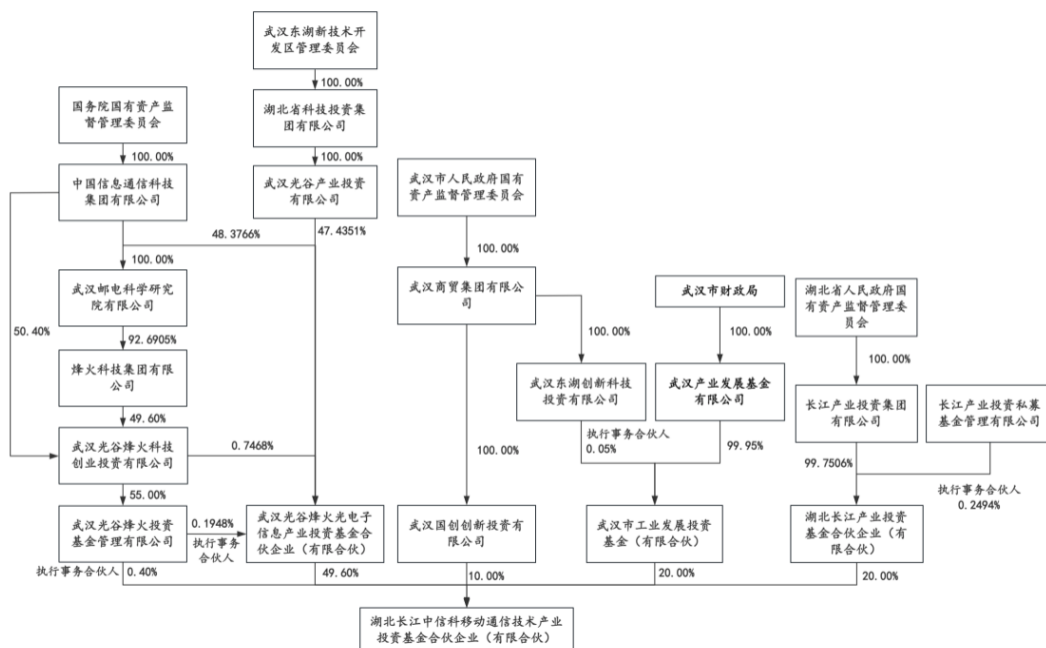 武汉东湖新技术开
发区管理委员会
100.00%
国务院国有资产监
督管理委员会
湖北省科技投资集
团有限公司
100.00%
100.00%
中国信息通信科技
集团有限公司
武汉光谷产业投资
有限公司
武汉市人民政府国有
资产监督管理委员会
48.3766%
47.4351%
100.00%
100.00%
武汉邮电科学研究
院有限公司
武汉商贸集团有限公
司
武汉市财政局
湖北省人民政府国有
资产监督管理委员会
50.40%
92.6905%
100.00%
100.00%
100.00%
烽火科技集团有限
公司
武汉东湖创新科技
投资有限公司
武汉产业发展基金
有限公司
长江产业投资集团
有限公司
长江产业投资私募
基金管理有限公司
49.60%
执行事务合伙人
0.05%
99.95%
武汉光谷烽火科技
创业投资有限公司
0.7468%
100.00%
99.7506%
执行事务合伙人
0.2494%
55.00%
武汉光谷烽火投资
基金管理有限公司
0.1948%
执行事务
合伙人
武汉光谷烽火光电子
信息产业投资基金合
伙企业（有限合伙）
武汉国创创新投资有
限公司
武汉市工业发展投资
基金（有限合伙）
湖北长江产业投资
基金合伙企业（有
限合伙）
执行事务合伙人
0.40%
49.60%
10.00%
20.00%
20.00%
湖北长江中信科移动通信技术产业
投资基金合伙企业（有限合伙）